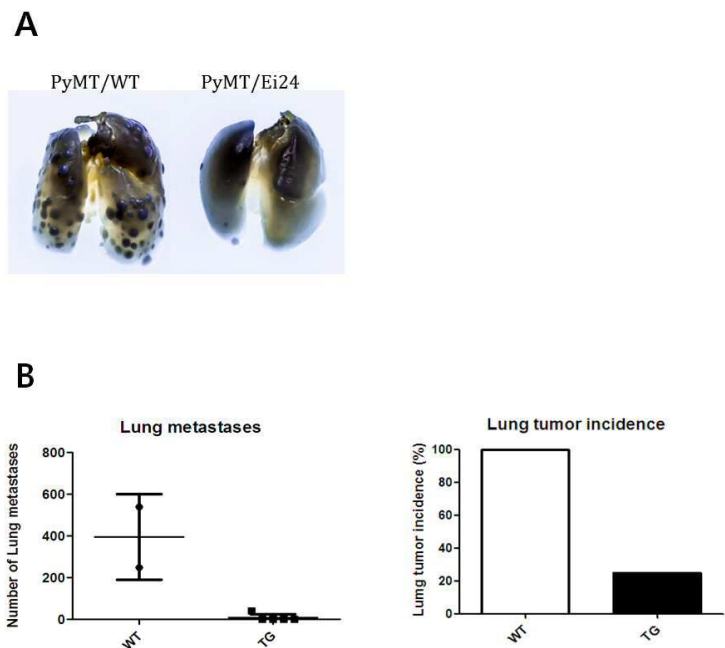 A
PyMT/WT PyMT/Ei24
B
Lung metastases
Number of Lung metastases
800
600
400
200
0
WT TG
Lung tumor incidence
Lumg tumor incidence (%)
100
80
60
40
20
0
WT TG